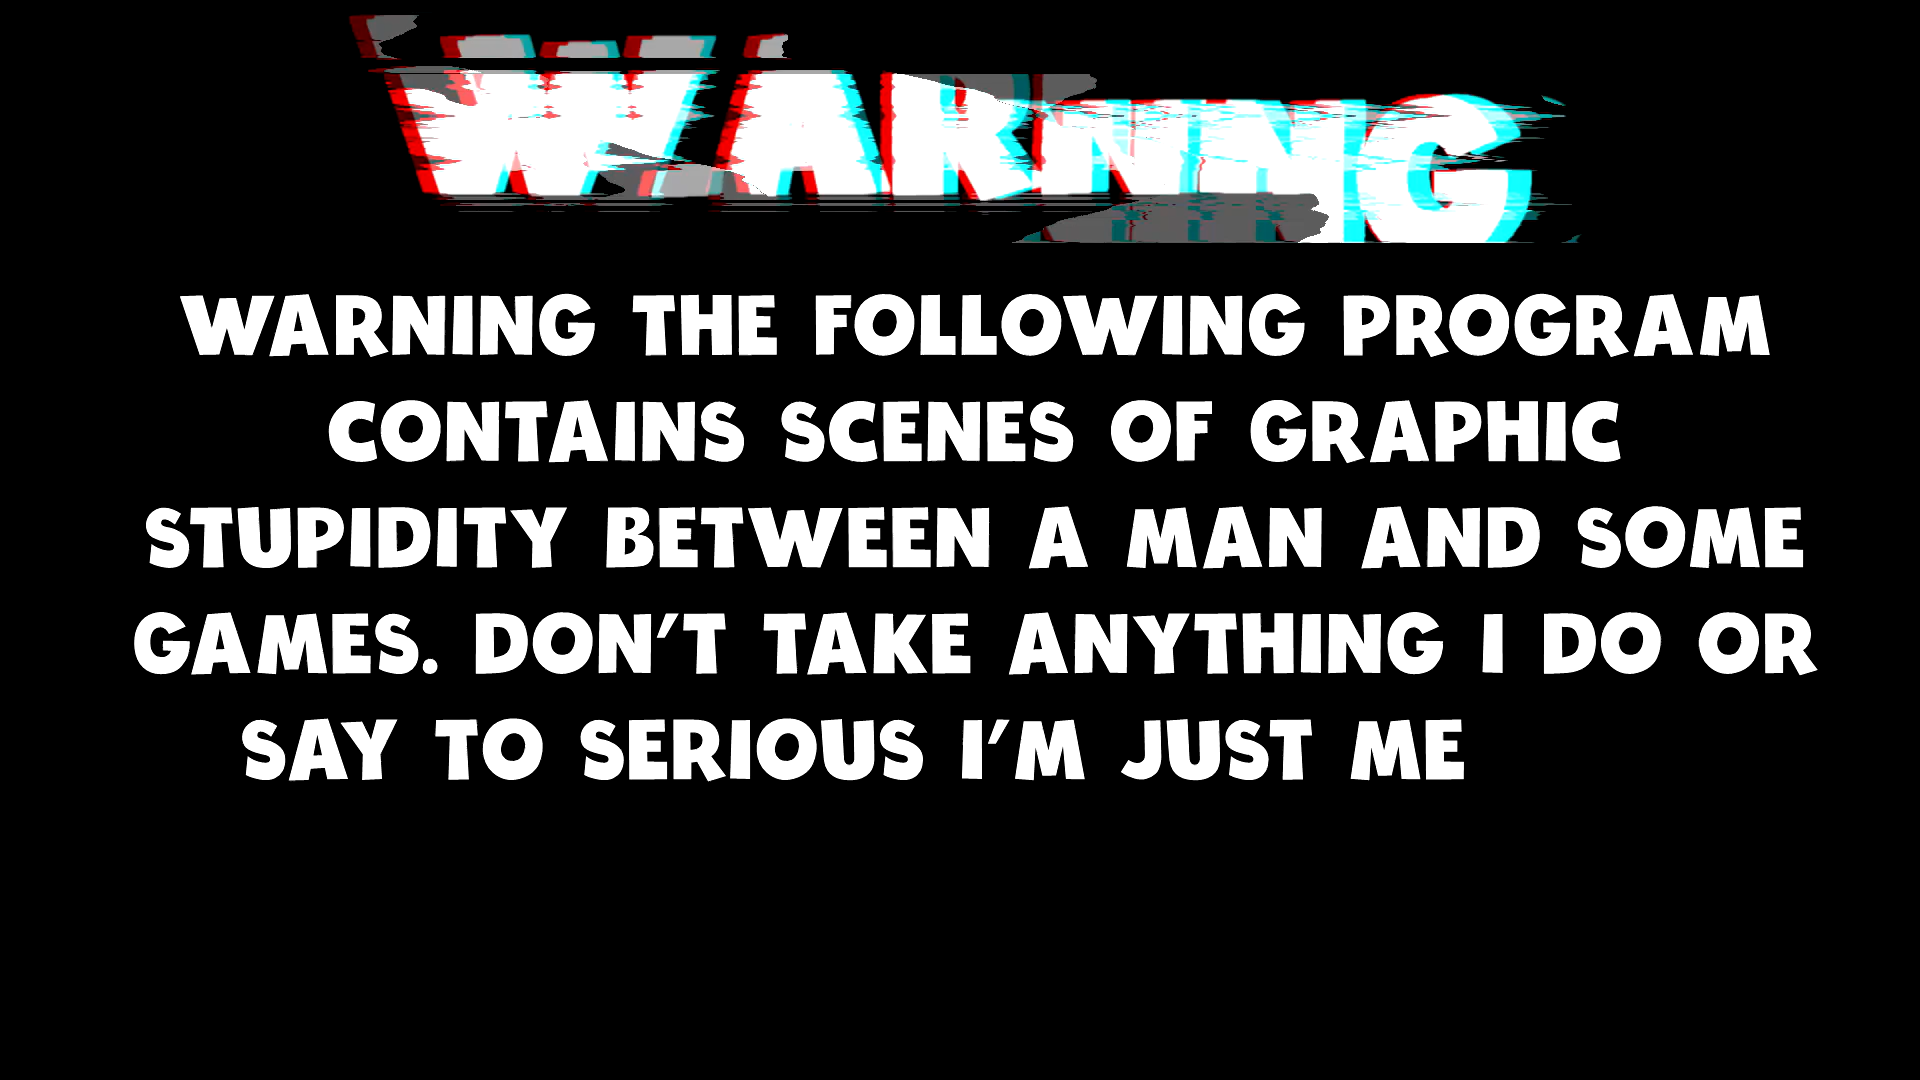 WARNING
WARNING THE FOLLOWING PROGRAM
CONTAINS SCENES OF GRAPHIC
STUPIDITY BETWEEN A MAN AND SOME
GAMES. DON'T TAKE ANYTHING I DO OR
SAY TO SERIOUS I'M JUST ME